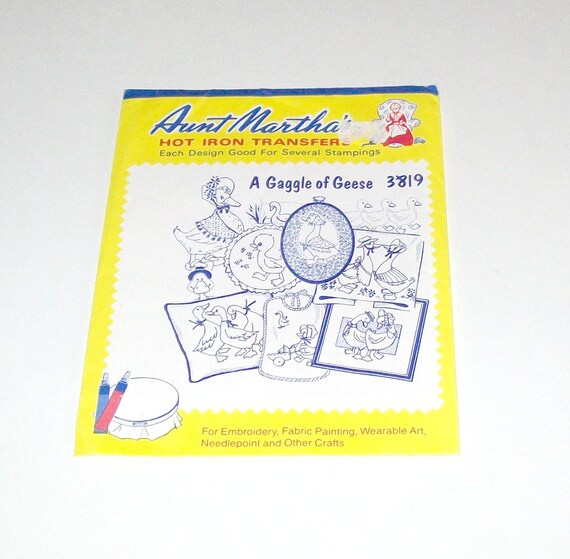 Aunt Martha's
HOT IRON TRANSFERS
Each Design Good For Several Stampings
A Gaggle of Geese 3819
For Embroidery, Fabric Painting, Wearable Art,
Needlepoint and Other Crafts